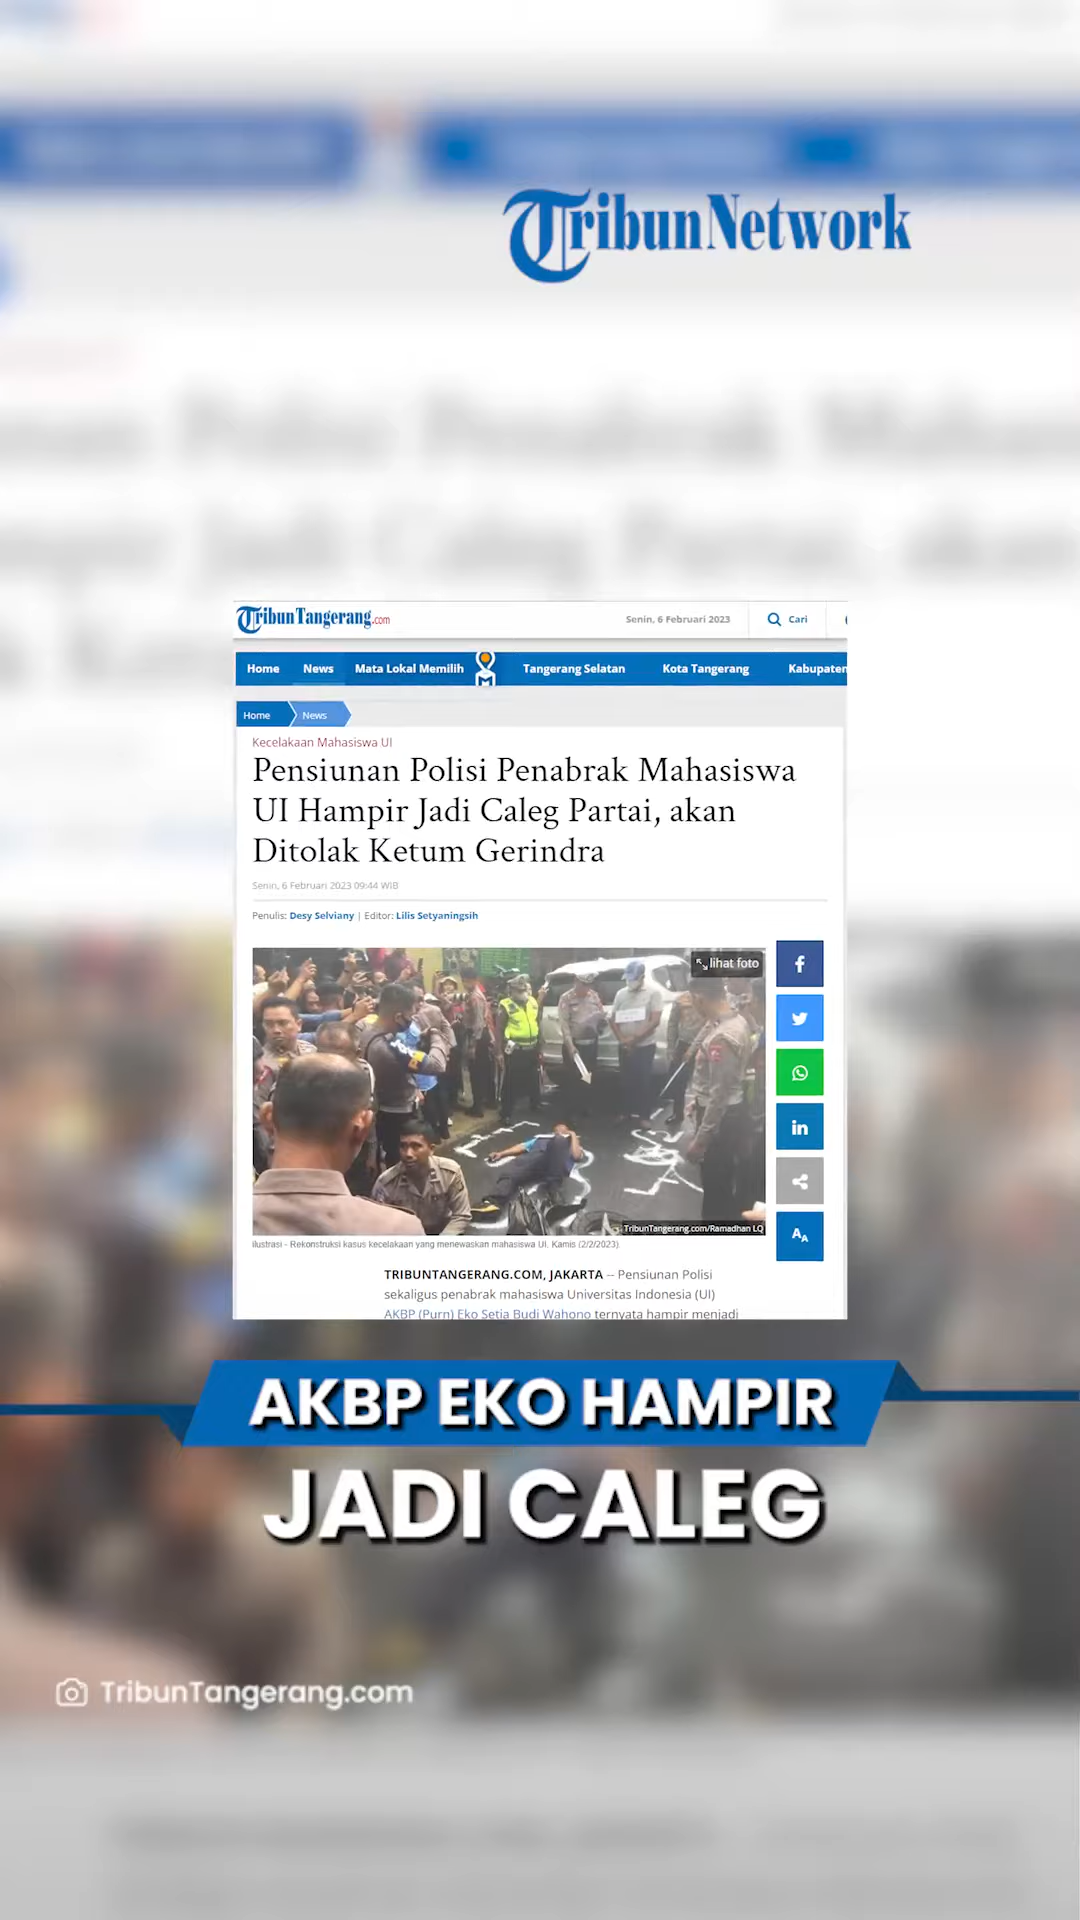 Tribun Network
TribunTangerang.com
Senin, 6 Februari 2023
Cari
Home News Mata Lokal Memilih Tangerang Selatan Kota Tangerang Kabupaten
Home News
Kecelakaan Mahasiswa UI
Pensiunan Polisi Penabrak Mahasiswa
UI Hampir Jadi Caleg Partai, akan
Ditolak Ketum Gerindra
Senin, 6 Februari 2023 09:44 WIB
Penulis: Desy Selviany | Editor: Lilis Setyaningsih
lihat foto
TribunTangerang.com/Ramadhan LQ
Ilustrasi - Rekonstruksi kasus kecelakaan yang menewaskan mahasiswa UI. Kamis (2/2/2023).
AA
TRIBUNTANGERANG.COM, JAKARTA -- Pensiunan Polisi
sekaligus penabrak mahasiswa Universitas Indonesia (UI)
AKBP (Purn) Eko Setia Budi Wahono ternyata hampir menjadi
AKBP EKO HAMPIR
JADI CALEG
TribunTangerang.com